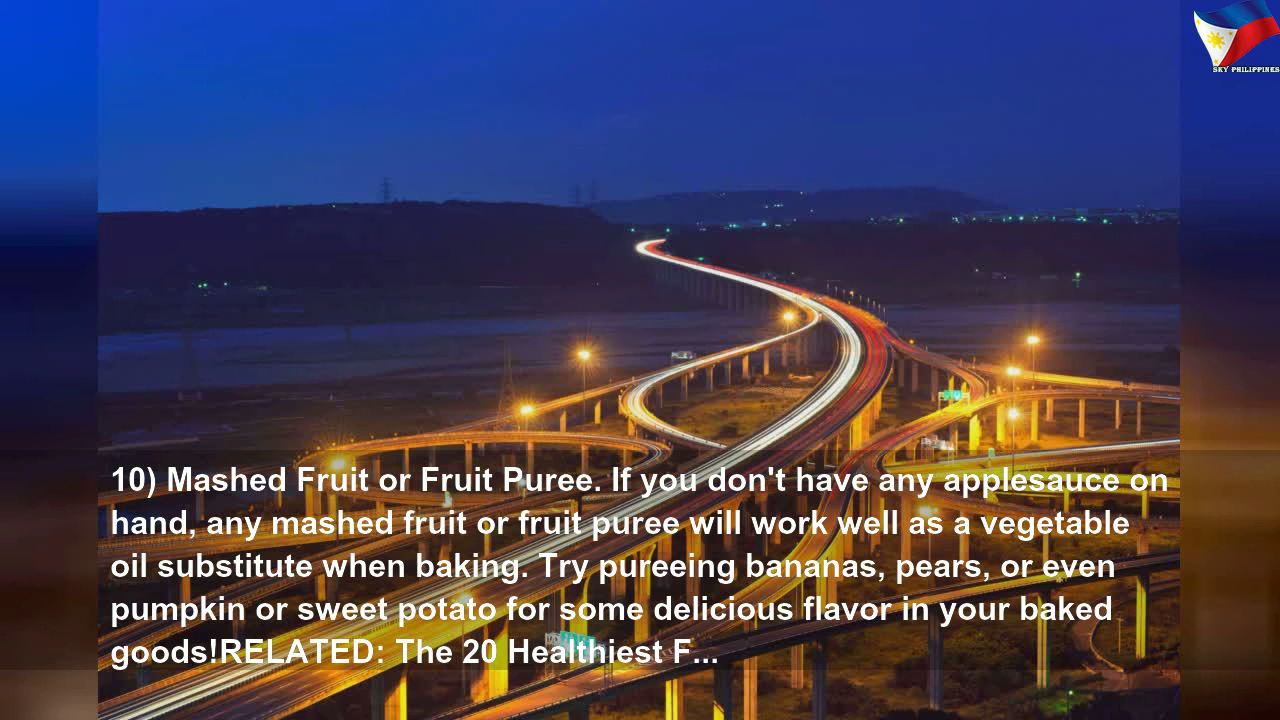 SKY PHILIPPINES
10) Mashed Fruit or Fruit Puree. If you don't have any applesauce on
hand, any mashed fruit or fruit puree will work well as a vegetable
oil substitute when baking. Try pureeing bananas, pears, or even
pumpkin or sweet potato for some delicious flavor in your baked
goods!RELATED: The 20 Healthiest F...